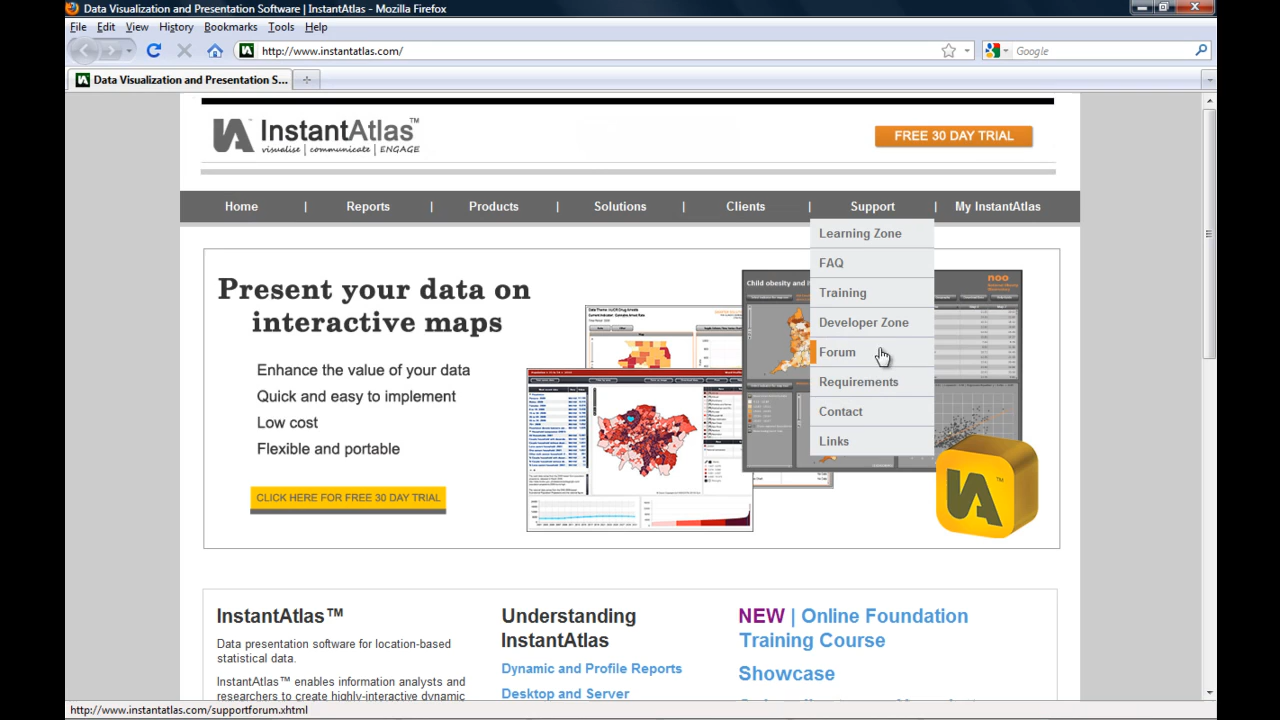 Data Visualization and Presentation Software | InstantAtlas - Mozilla Firefox
File Edit View History Bookmarks Tools Help
http://www.instantatlas.com/
Google
Data Visualization and Presentation S...
InstantAtlas™
visualise | communicate | ENGAGE
FREE 30 DAY TRIAL
Home | Reports | Products | Solutions | Clients | Support | My InstantAtlas
Learning Zone
FAQ
Training
Developer Zone
Forum
Requirements
Contact
Links
Present your data on
interactive maps
Enhance the value of your data
Quick and easy to implement
Low cost
Flexible and portable
CLICK HERE FOR FREE 30 DAY TRIAL
Child obesity and
noo
InstantAtlas™
Data presentation software for location-based
statistical data.
InstantAtlas™ enables information analysts and
researchers to create highly-interactive dynamic
Understanding
InstantAtlas
Dynamic and Profile Reports
Desktop and Server
NEW | Online Foundation
Training Course
Showcase
http://www.instantatlas.com/supportforum.xhtml